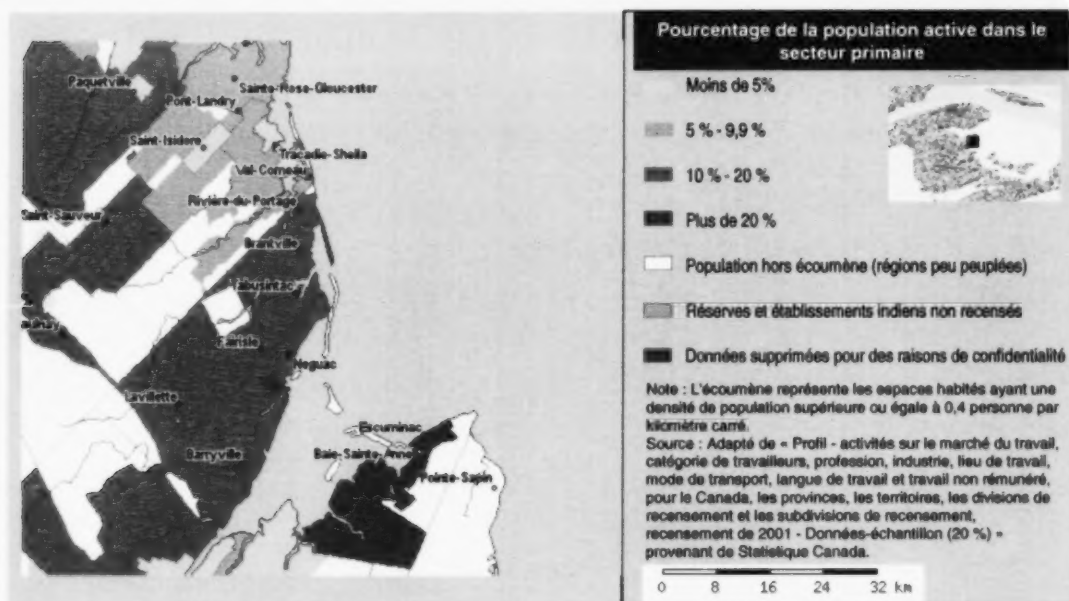 Paquetville
Sainte-Rose-Gloucester
Pont-Landry
Saint-Isidore
Tracadie-Sheila
Val-Comeau
Rivière-du-Portage
Saint-Sauveur
Brantville
Tabusintac
Fairisle
Neguac
Lavillette
Barryville
Escuminac
Baie-Sainte-Anne
Pointe-Sapin
Pourcentage de la population active dans le
secteur primaire
Moins de 5%
5 % - 9,9 %
10 % - 20 %
Plus de 20 %
Population hors écoumène (régions peu peuplées)
Réserves et établissements indiens non recensés
Données supprimées pour des raisons de confidentialité
Note : L'écoumène représente les espaces habités ayant une
densité de population supérieure ou égale à 0,4 personne par
kilomètre carré.
Source : Adapté de « Profil - activités sur le marché du travail,
catégorie de travailleurs, profession, industrie, lieu de travail,
mode de transport, langue de travail et travail non rémunéré,
pour le Canada, les provinces, les territoires, les divisions de
recensement et les subdivisions de recensement,
recensement de 2001 - Données-échantillon (20 %) »
provenant de Statistique Canada.
0 8 16 24 32 km